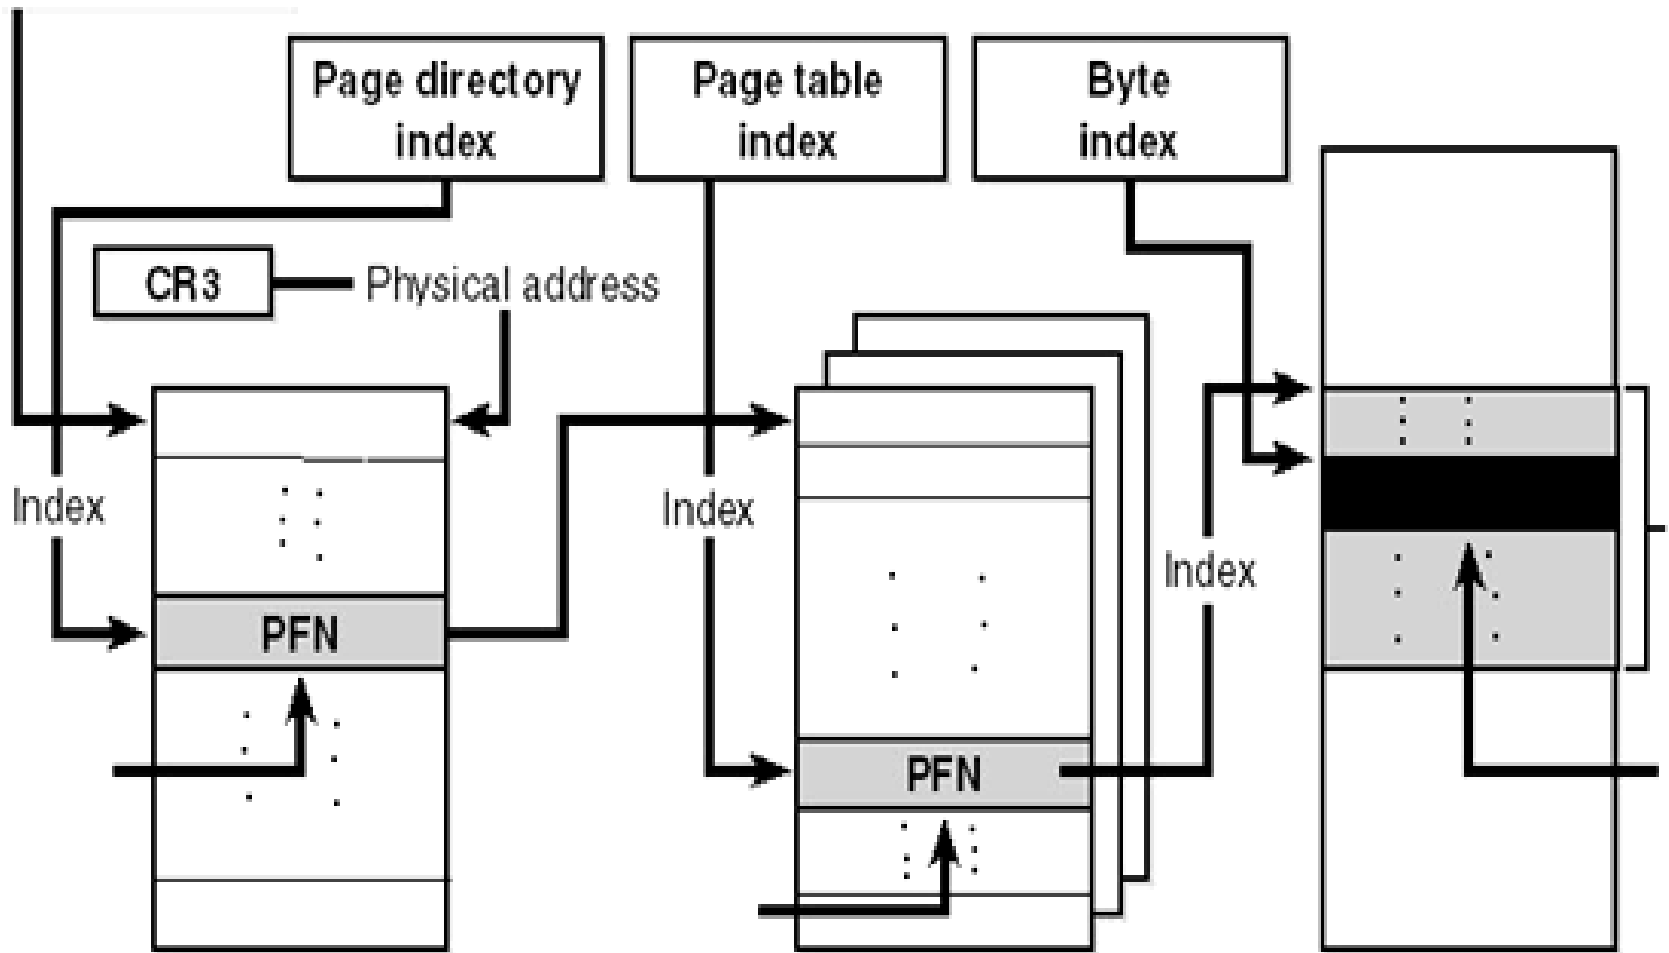 Page directory
index
Page table
index
Byte
index
CR3
Physical address
Index
Index
Index
PFN
PFN